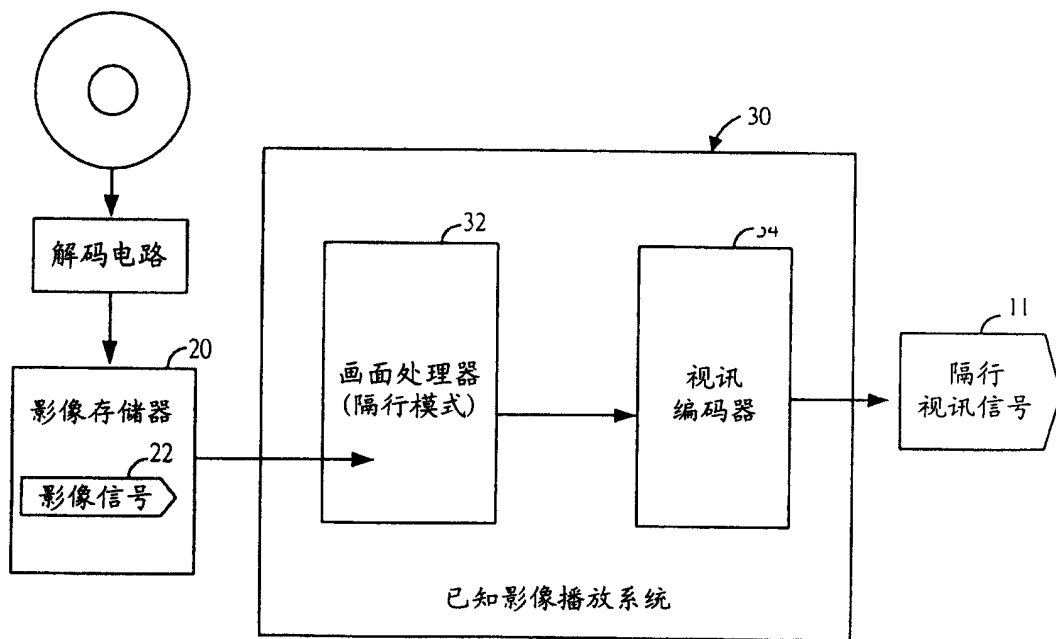 30
32
34
解码电路
11
20
画面处理器
(隔行模式)
视讯
编码器
隔行
视讯信号
影像存储器
22
影像信号
已知影像播放系统